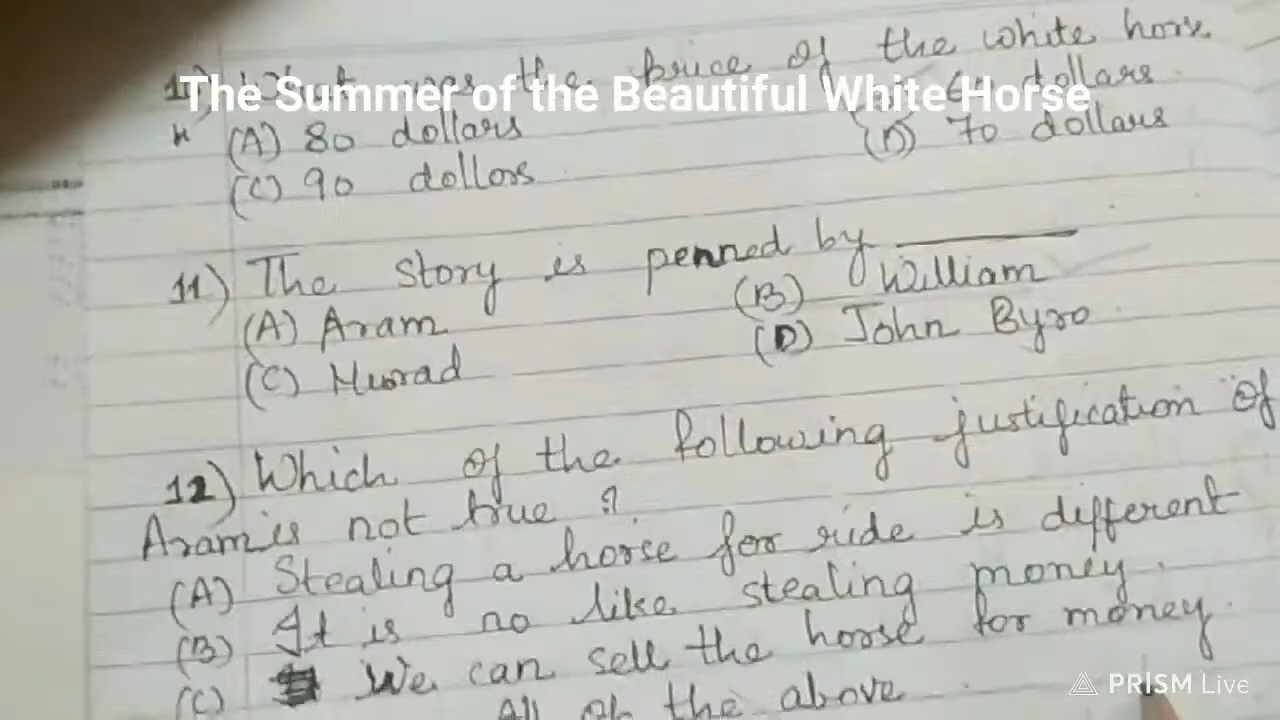 the price of the white horse
The Summer of the Beautiful White Horse
(A) 80 dollars
dollars
(C) 90 dollors
(D) 70 dollars
11) The story is penned by ______
(A) Aram
(B) William
(C) Murad
(D) John Byro
12) Which of the following justification of
Aram is not true ?
(A) Stealing a horse for ride is different
(B) It is no like stealing money.
(C) We can sell the horse for money.
All of the above
PRISM Live